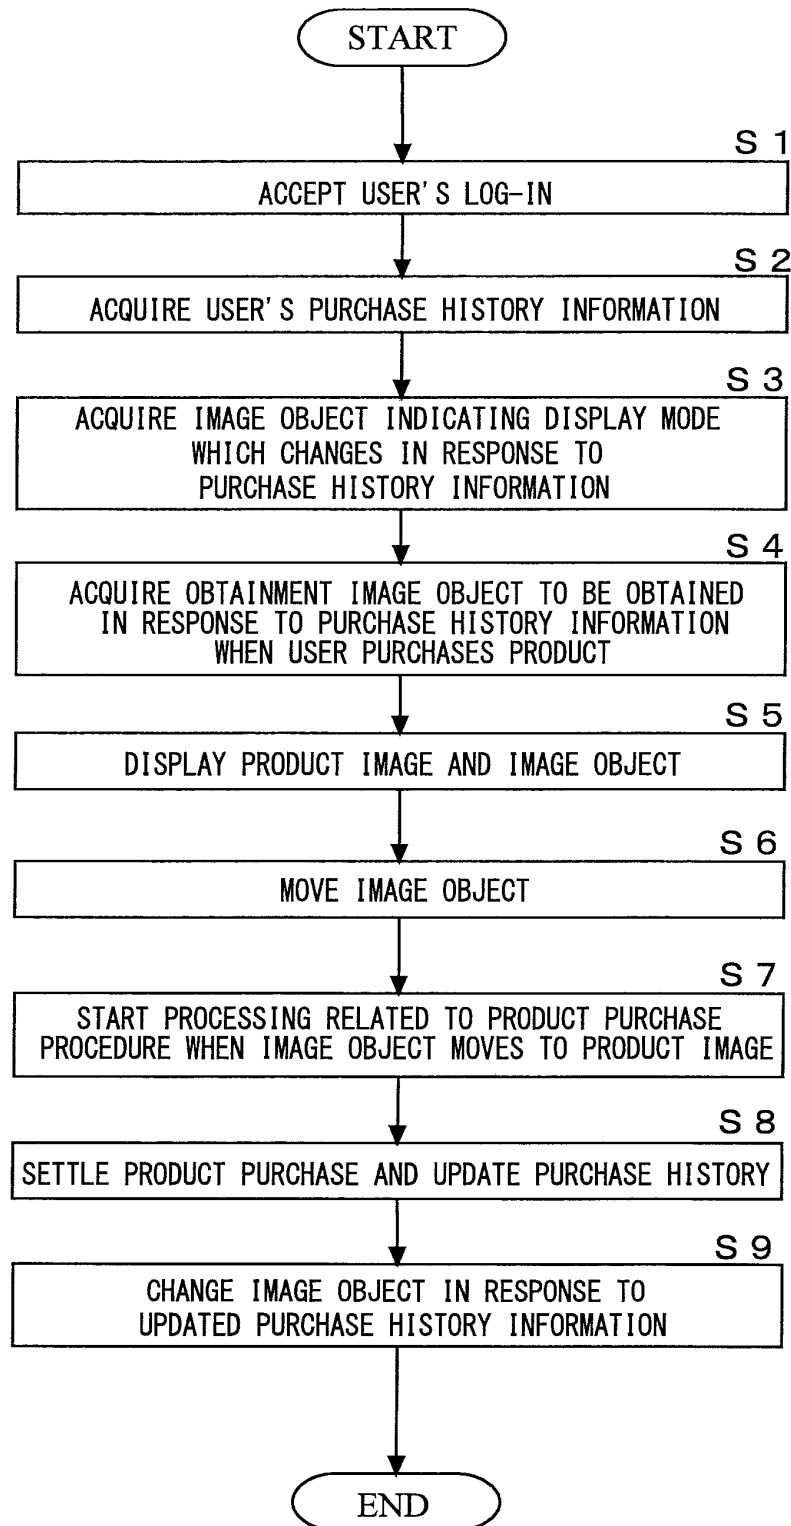 START
S 1
ACCEPT USER'S LOG-IN
S 2
ACQUIRE USER'S PURCHASE HISTORY INFORMATION
S 3
ACQUIRE IMAGE OBJECT INDICATING DISPLAY MODE
WHICH CHANGES IN RESPONSE TO
PURCHASE HISTORY INFORMATION
S 4
ACQUIRE OBTAINMENT IMAGE OBJECT TO BE OBTAINED
IN RESPONSE TO PURCHASE HISTORY INFORMATION
WHEN USER PURCHASES PRODUCT
S 5
DISPLAY PRODUCT IMAGE AND IMAGE OBJECT
S 6
MOVE IMAGE OBJECT
S 7
START PROCESSING RELATED TO PRODUCT PURCHASE
PROCEDURE WHEN IMAGE OBJECT MOVES TO PRODUCT IMAGE
S 8
SETTLE PRODUCT PURCHASE AND UPDATE PURCHASE HISTORY
S 9
CHANGE IMAGE OBJECT IN RESPONSE TO
UPDATED PURCHASE HISTORY INFORMATION
END